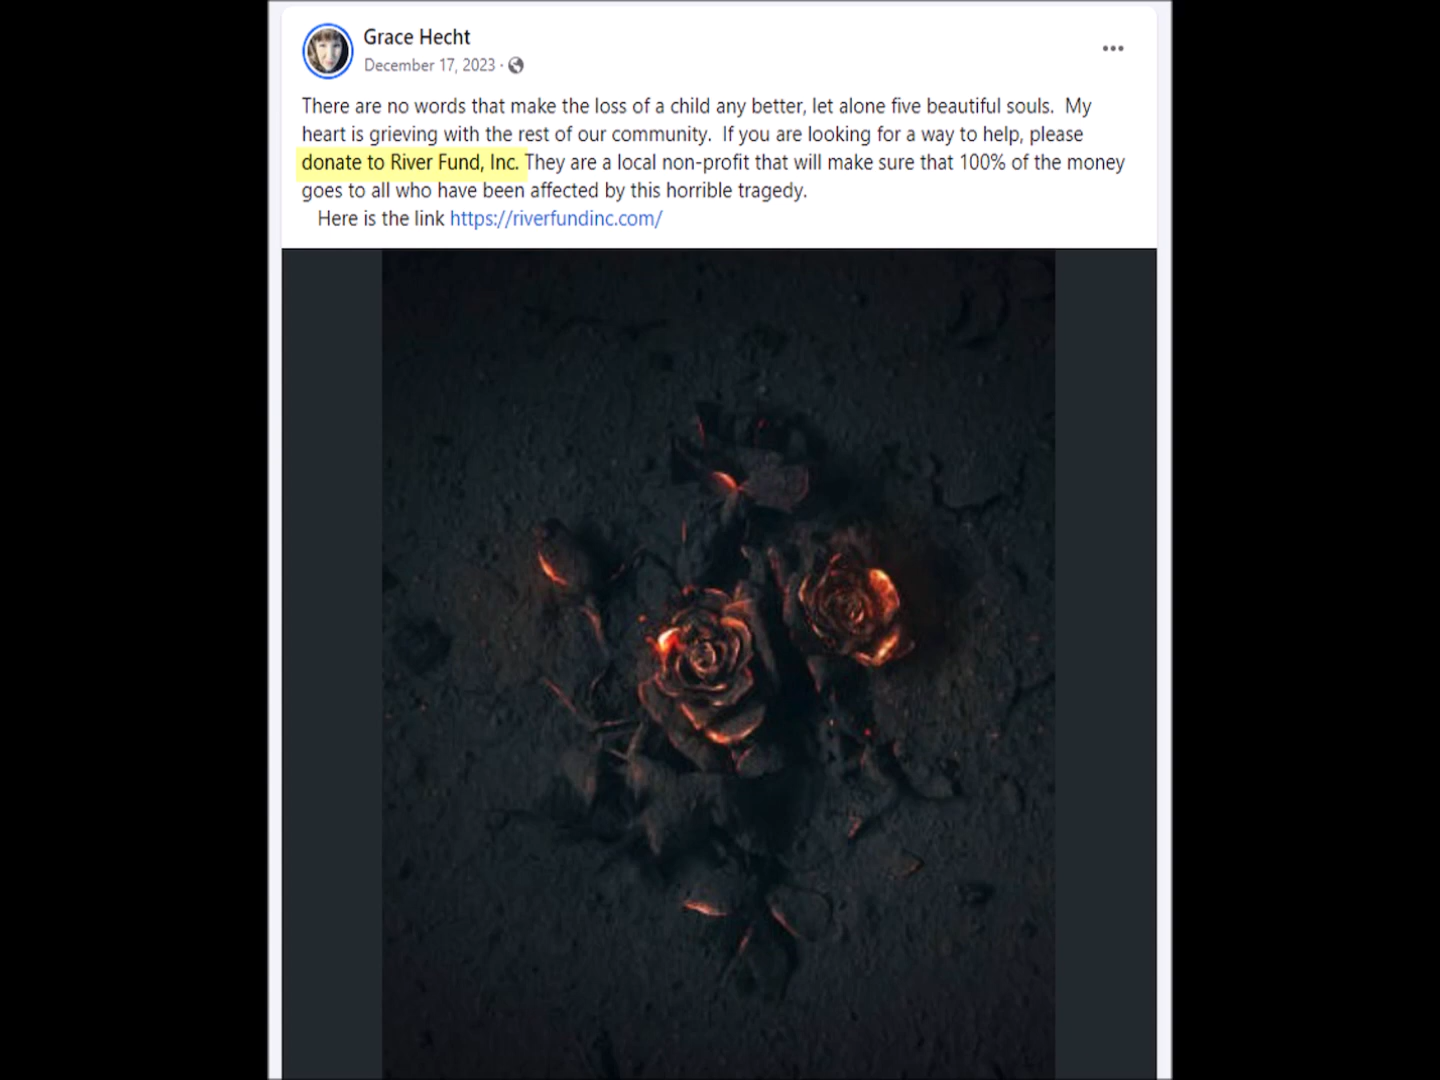 Grace Hecht
December 17, 2023 ·
There are no words that make the loss of a child any better, let alone five beautiful souls. My
heart is grieving with the rest of our community. If you are looking for a way to help, please
donate to River Fund, Inc. They are a local non-profit that will make sure that 100% of the money
goes to all who have been affected by this horrible tragedy.
Here is the link https://riverfundinc.com/